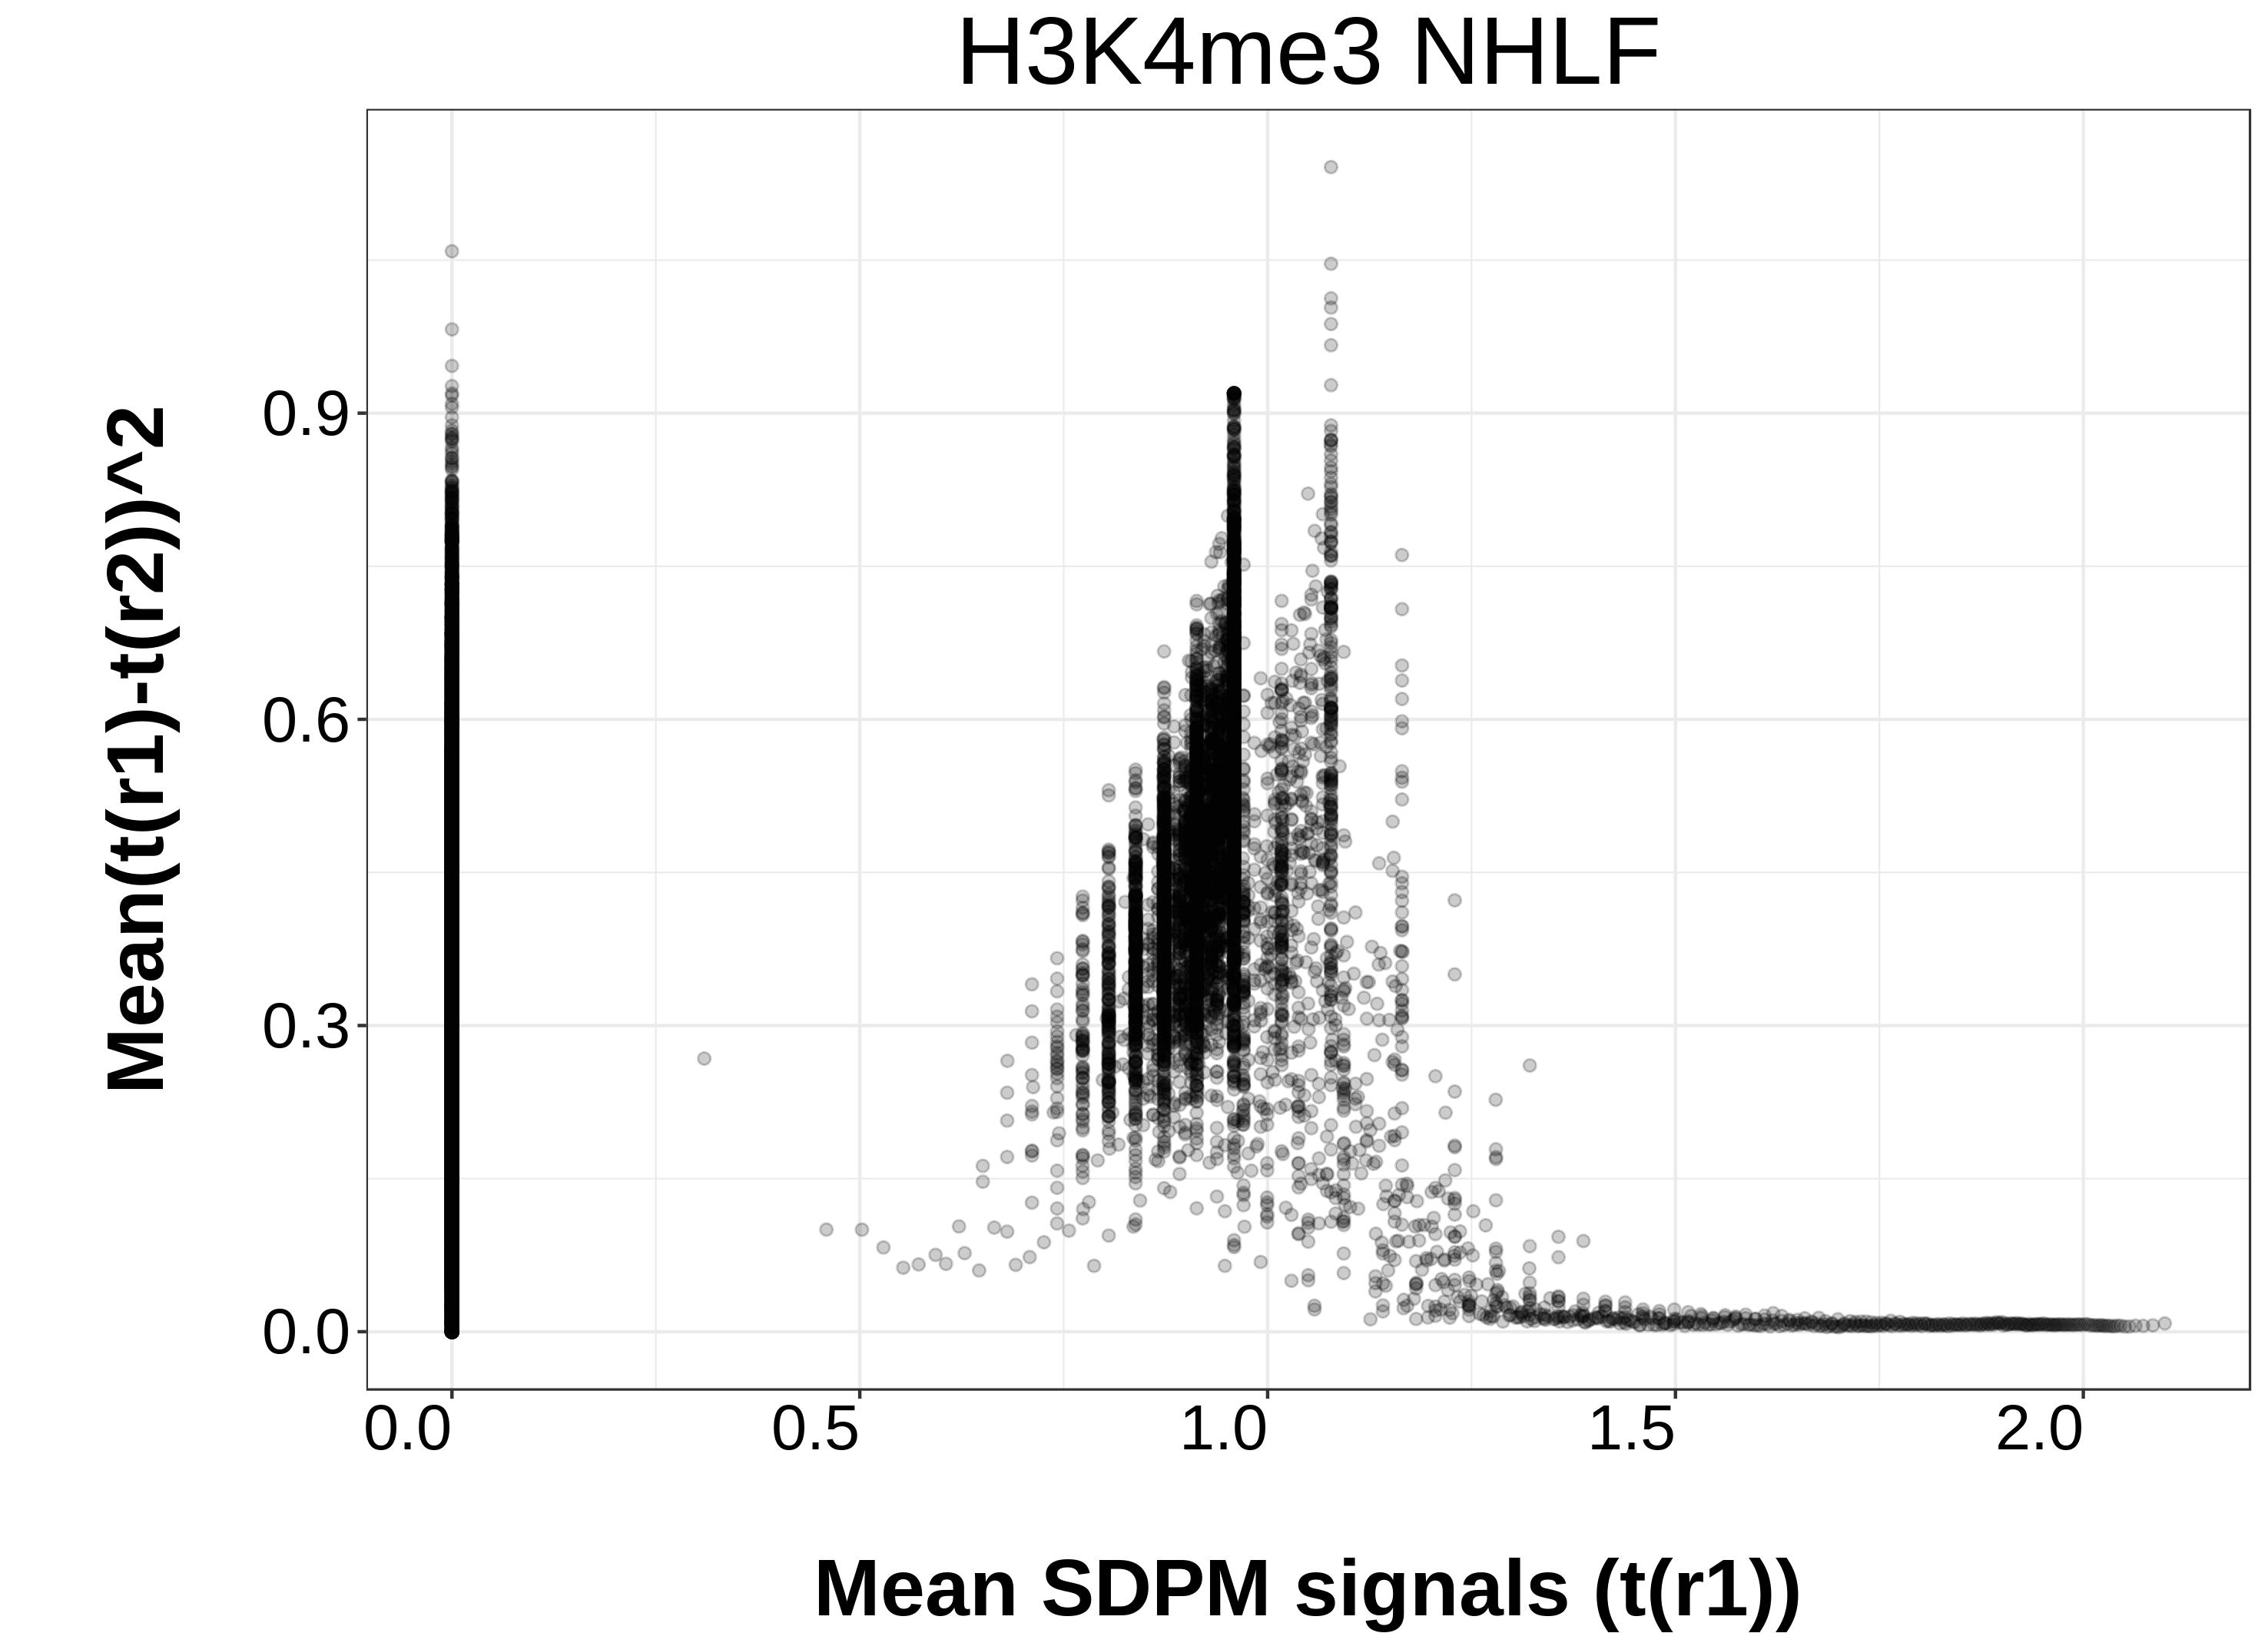 H3K4me3 NHLF
Mean(t(r1)-t(r2))^2
0.9
0.6
0.3
0.0
0.0 0.5 1.0 1.5 2.0
Mean SDPM signals (t(r1))